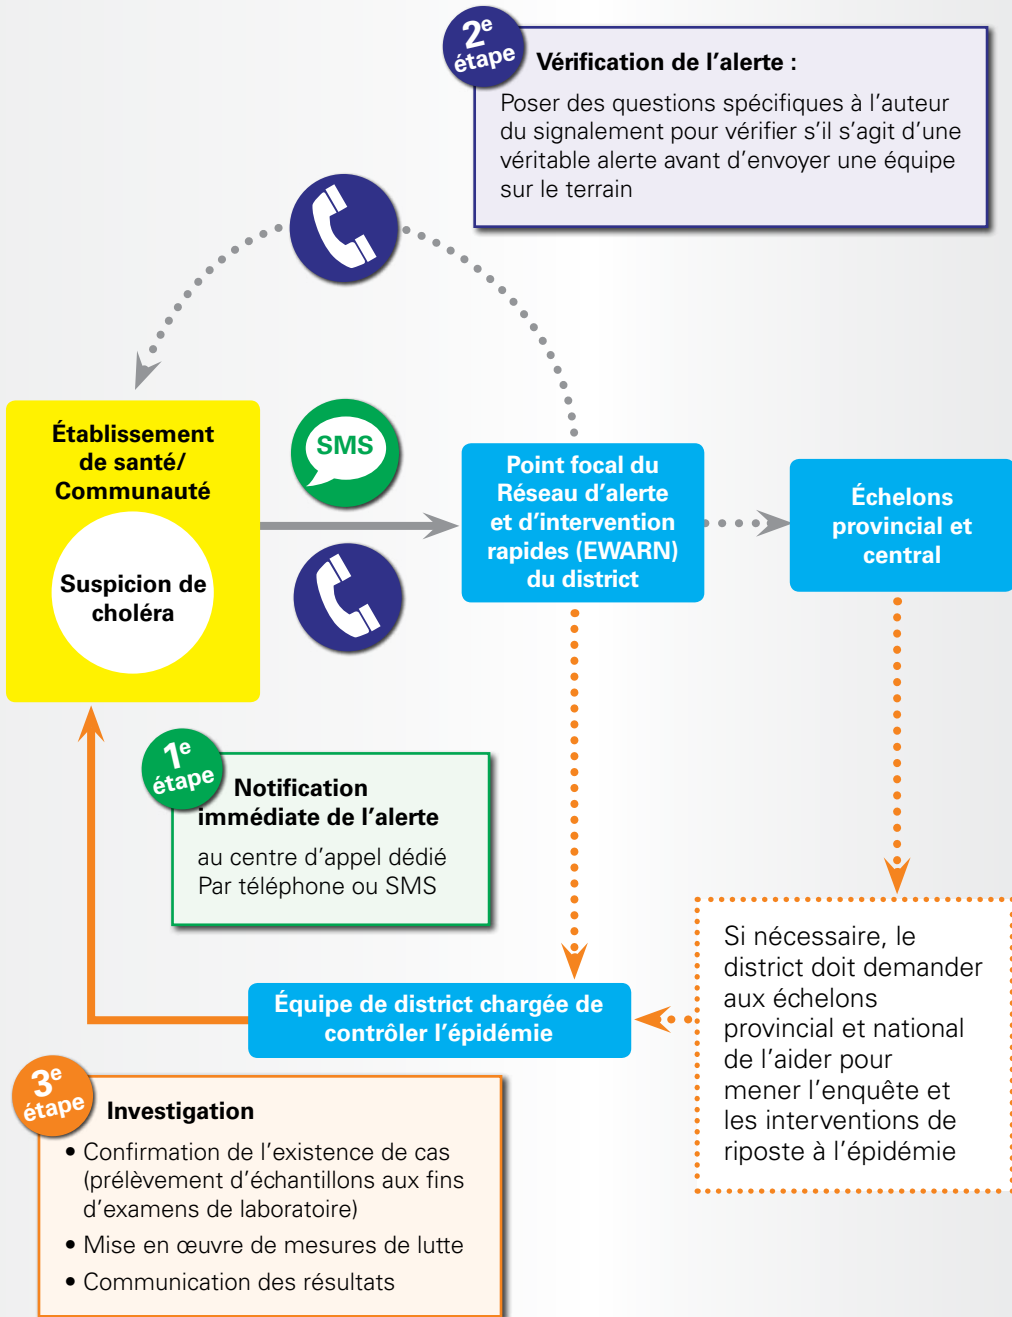 2e
étape
Vérification de l’alerte :
Poser des questions spécifiques à l’auteur
du signalement pour vérifier s’il s’agit d’une
véritable alerte avant d’envoyer une équipe
sur le terrain
Établissement
de santé/
Communauté
Suspicion de
choléra
SMS
Point focal du
Réseau d’alerte
et d’intervention
rapides (EWARN)
du district
Échelons
provincial et
central
1e
étape
Notification
immédiate de l’alerte
au centre d’appel dédié
Par téléphone ou SMS
Si nécessaire, le
district doit demander
aux échelons
provincial et national
de l’aider pour
mener l’enquête et
les interventions de
riposte à l’épidémie
Équipe de district chargée de
contrôler l’épidémie
3e
étape
Investigation
• Confirmation de l’existence de cas
(prélèvement d’échantillons aux fins
d’examens de laboratoire)
• Mise en œuvre de mesures de lutte
• Communication des résultats